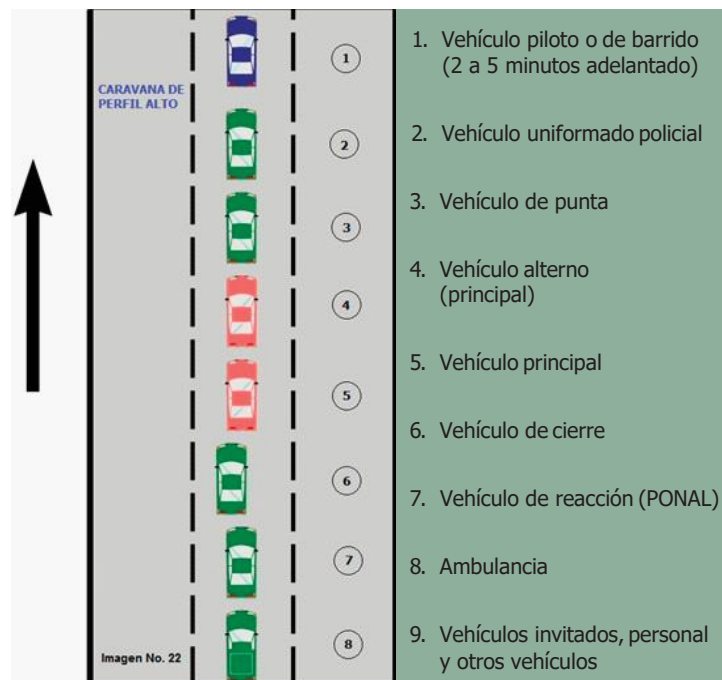 CARAVANA DE
PERFIL ALTO
1
2
3
4
5
6
7
8
Imagen No. 22
1. Vehículo piloto o de barrido
(2 a 5 minutos adelantado)
2. Vehículo uniformado policial
3. Vehículo de punta
4. Vehículo alterno
(principal)
5. Vehículo principal
6. Vehículo de cierre
7. Vehículo de reacción (PONAL)
8. Ambulancia
9. Vehículos invitados, personal
y otros vehículos